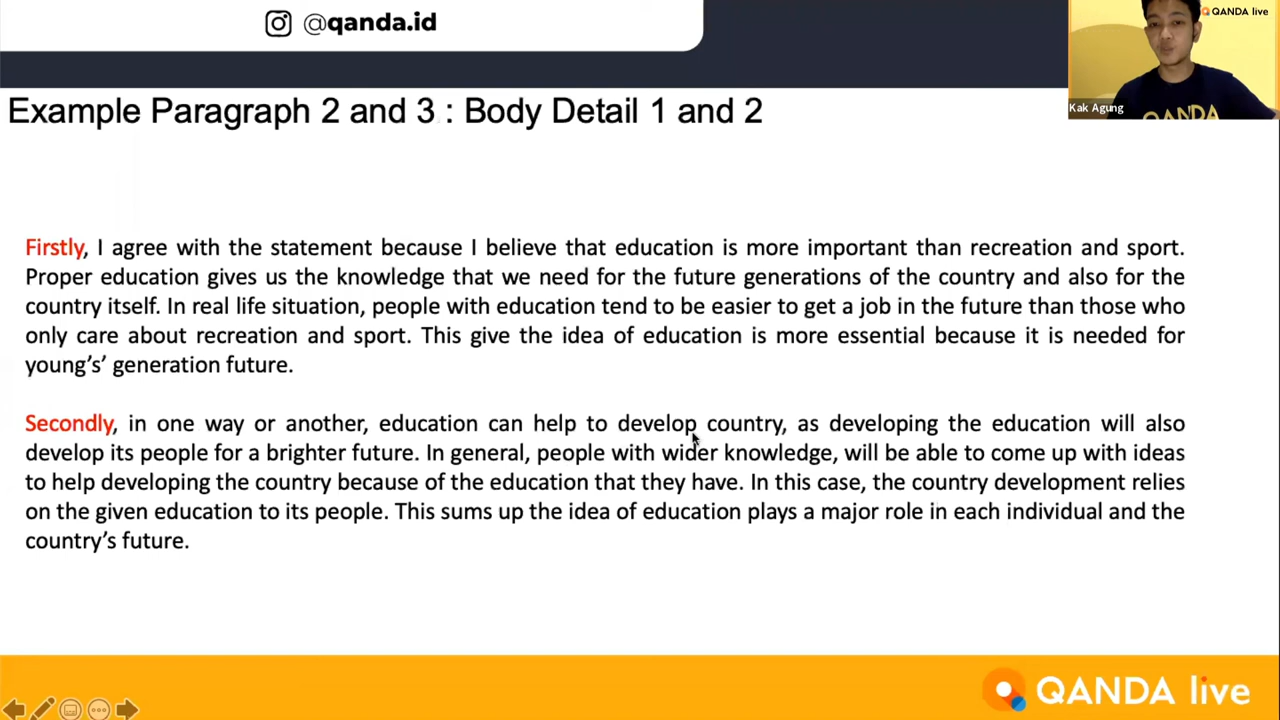 @qanda.id
QANDA live
Kak Agung
QANDA
Example Paragraph 2 and 3 : Body Detail 1 and 2
Firstly, I agree with the statement because I believe that education is more important than recreation and sport.
Proper education gives us the knowledge that we need for the future generations of the country and also for the
country itself. In real life situation, people with education tend to be easier to get a job in the future than those who
only care about recreation and sport. This give the idea of education is more essential because it is needed for
young's' generation future.
Secondly, in one way or another, education can help to develop country, as developing the education will also
develop its people for a brighter future. In general, people with wider knowledge, will be able to come up with ideas
to help developing the country because of the education that they have. In this case, the country development relies
on the given education to its people. This sums up the idea of education plays a major role in each individual and the
country's future.
QANDA live